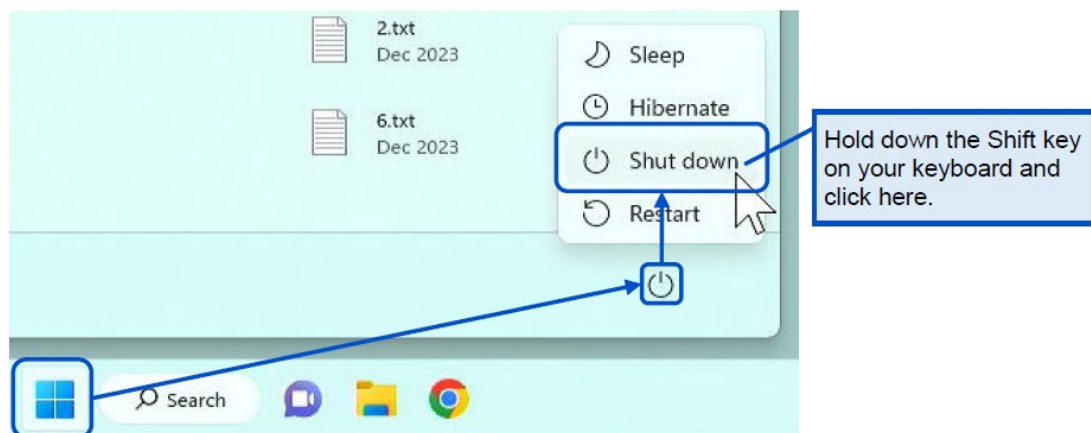 2.txt
Dec 2023
6.txt
Dec 2023
Sleep
Hibernate
Shut down
Restart
Hold down the Shift key
on your keyboard and
click here.
Search